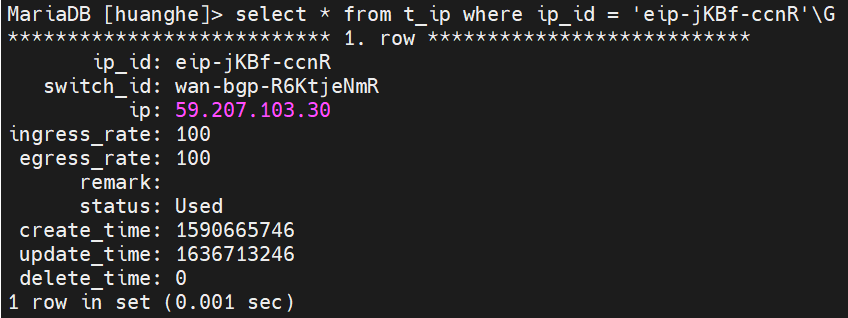 MariaDB [huanghe]> select * from t_ip where ip_id = 'eip-jKBf-ccnR'\G
*************************** 1. row ***************************
ip_id: eip-jKBf-ccnR
switch_id: wan-bgp-R6KtjeNmR
ip: 59.207.103.30
ingress_rate: 100
egress_rate: 100
remark:
status: Used
create_time: 1590665746
update_time: 1636713246
delete_time: 0
1 row in set (0.001 sec)